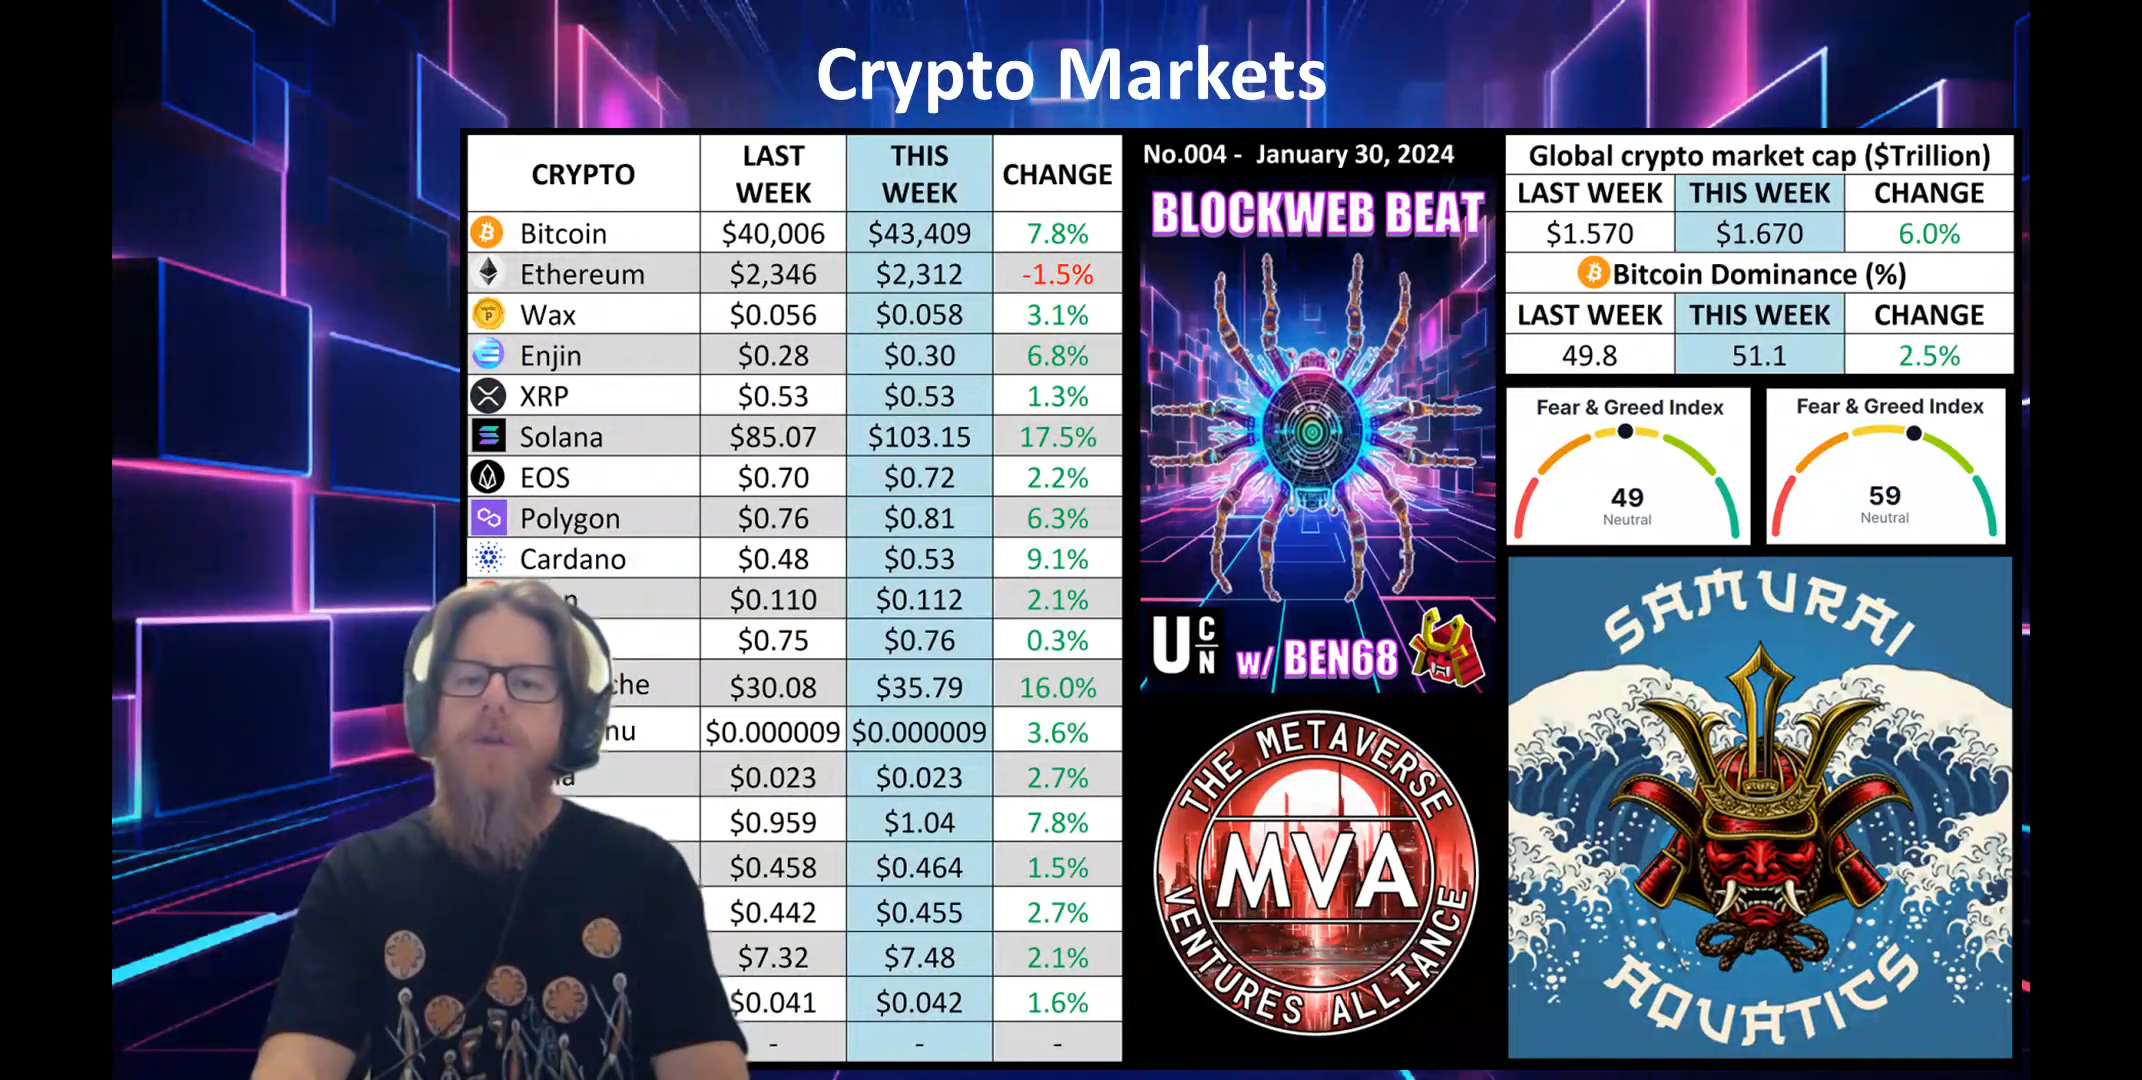 Crypto Markets
CRYPTO LAST WEEK THIS WEEK CHANGE
Bitcoin $40,006 $43,409 7.8%
Ethereum $2,346 $2,312 -1.5%
Wax $0.056 $0.058 3.1%
Enjin $0.28 $0.30 6.8%
XRP $0.53 $0.53 1.3%
Solana $85.07 $103.15 17.5%
EOS $0.70 $0.72 2.2%
Polygon $0.76 $0.81 6.3%
Cardano $0.48 $0.53 9.1%
n $0.110 $0.112 2.1%
$0.75 $0.76 0.3%
che $30.08 $35.79 16.0%
nu $0.000009 $0.000009 3.6%
la $0.023 $0.023 2.7%
$0.959 $1.04 7.8%
$0.458 $0.464 1.5%
$0.442 $0.455 2.7%
$7.32 $7.48 2.1%
$0.041 $0.042 1.6%
- - -
No.004 - January 30, 2024
BLOCKWEB BEAT
UCN w/ BEN68
THE METAVERSE
MVA
VENTURES ALLIANCE
Global crypto market cap ($Trillion)
LAST WEEK THIS WEEK CHANGE
$1.570 $1.670 6.0%
Bitcoin Dominance (%)
LAST WEEK THIS WEEK CHANGE
49.8 51.1 2.5%
Fear & Greed Index
49
Neutral
Fear & Greed Index
59
Neutral
SAMURAI
AQUATICS